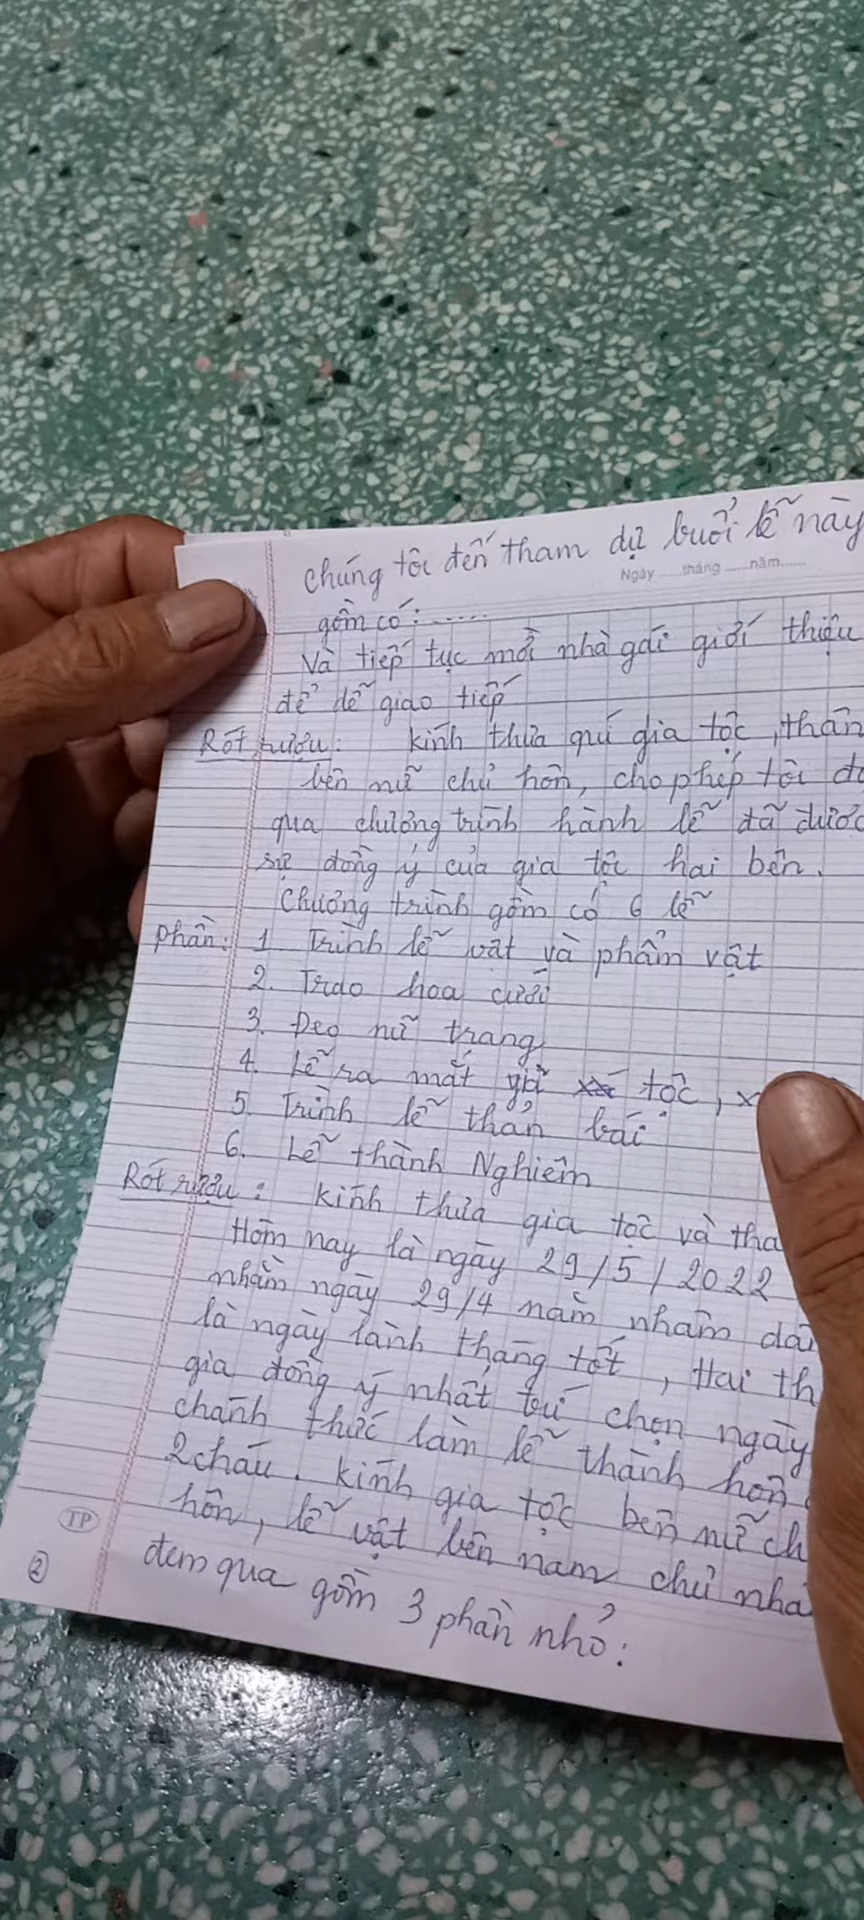 chúng tôi đến tham dự buổi lễ này
Ngày ......tháng ......năm......
gồm có: .....
Và tiếp tục mời nhà gái giới thiệu
để dễ giao tiếp
Rót rượu: kính thưa quí gia tộc, thân
bên nữ chủ hôn, cho phép tôi
qua chương trình hành lễ đã được
sự đồng ý của gia tộc hai bên.
Chương trình gồm có 6 lễ
phần: 1 Trình lễ vật và phẩm vật
2. Trao hoa cưới
3. Đeo nữ trang
4. Lễ ra mắt gia tộc,
5. Trình lễ thân bái
6. Lễ thành Nghiêm
Rót rượu: kính thưa gia tộc và
Hôm nay là ngày 29/5/2022
nhằm ngày 29/4 năm nhâm
là ngày lành tháng tốt, Hai
gia đồng ý nhất trí chọn ngày
chánh thức làm lễ thành hôn
2 cháu. kính gia tộc bên nữ
hôn, lễ vật bên nam chủ
đem qua gồm 3 phần nhỏ:
TP
2